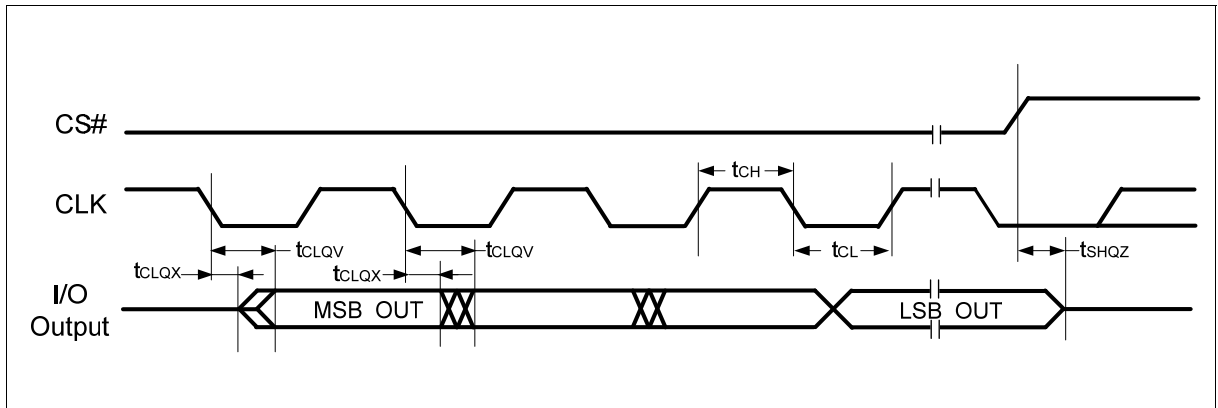 CS#
tCH
CLK
tCLQV
tCLQV
tCL
tSHQZ
tCLQX
tCLQX
I/O
Output
MSB OUT
LSB OUT